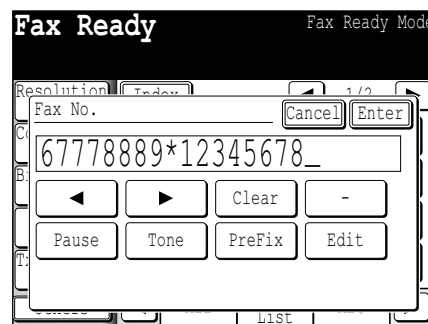 Fax Ready
Fax Ready Mode
Resolution Index ◄ 1/2 ►
Fax No. Cancel Enter
67778889*12345678_
◄ ► Clear -
Pause Tone PreFix Edit
List